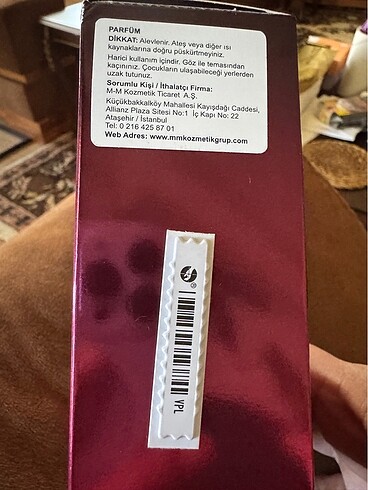 PARFÜM
DİKKAT: Alevlenir. Ateş veya diğer ısı
kaynaklarına doğru püskürtmeyiniz.
Harici kullanım içindir. Göz ile temasından
kaçınınız. Çocukların ulaşabileceği yerlerden
uzak tutunuz.
Sorumlu Kişi / İthalatçı Firma:
M-M Kozmetik Ticaret A.Ş.
Küçükbakkalköy Mahallesi Kayışdağı Caddesi,
Allianz Plaza Sitesi No:1 İç Kapı No: 22
Ataşehir / İstanbul
Tel: 0 216 425 87 01
Web Adres: www.mmkozmetikgrup.com
®
YPL